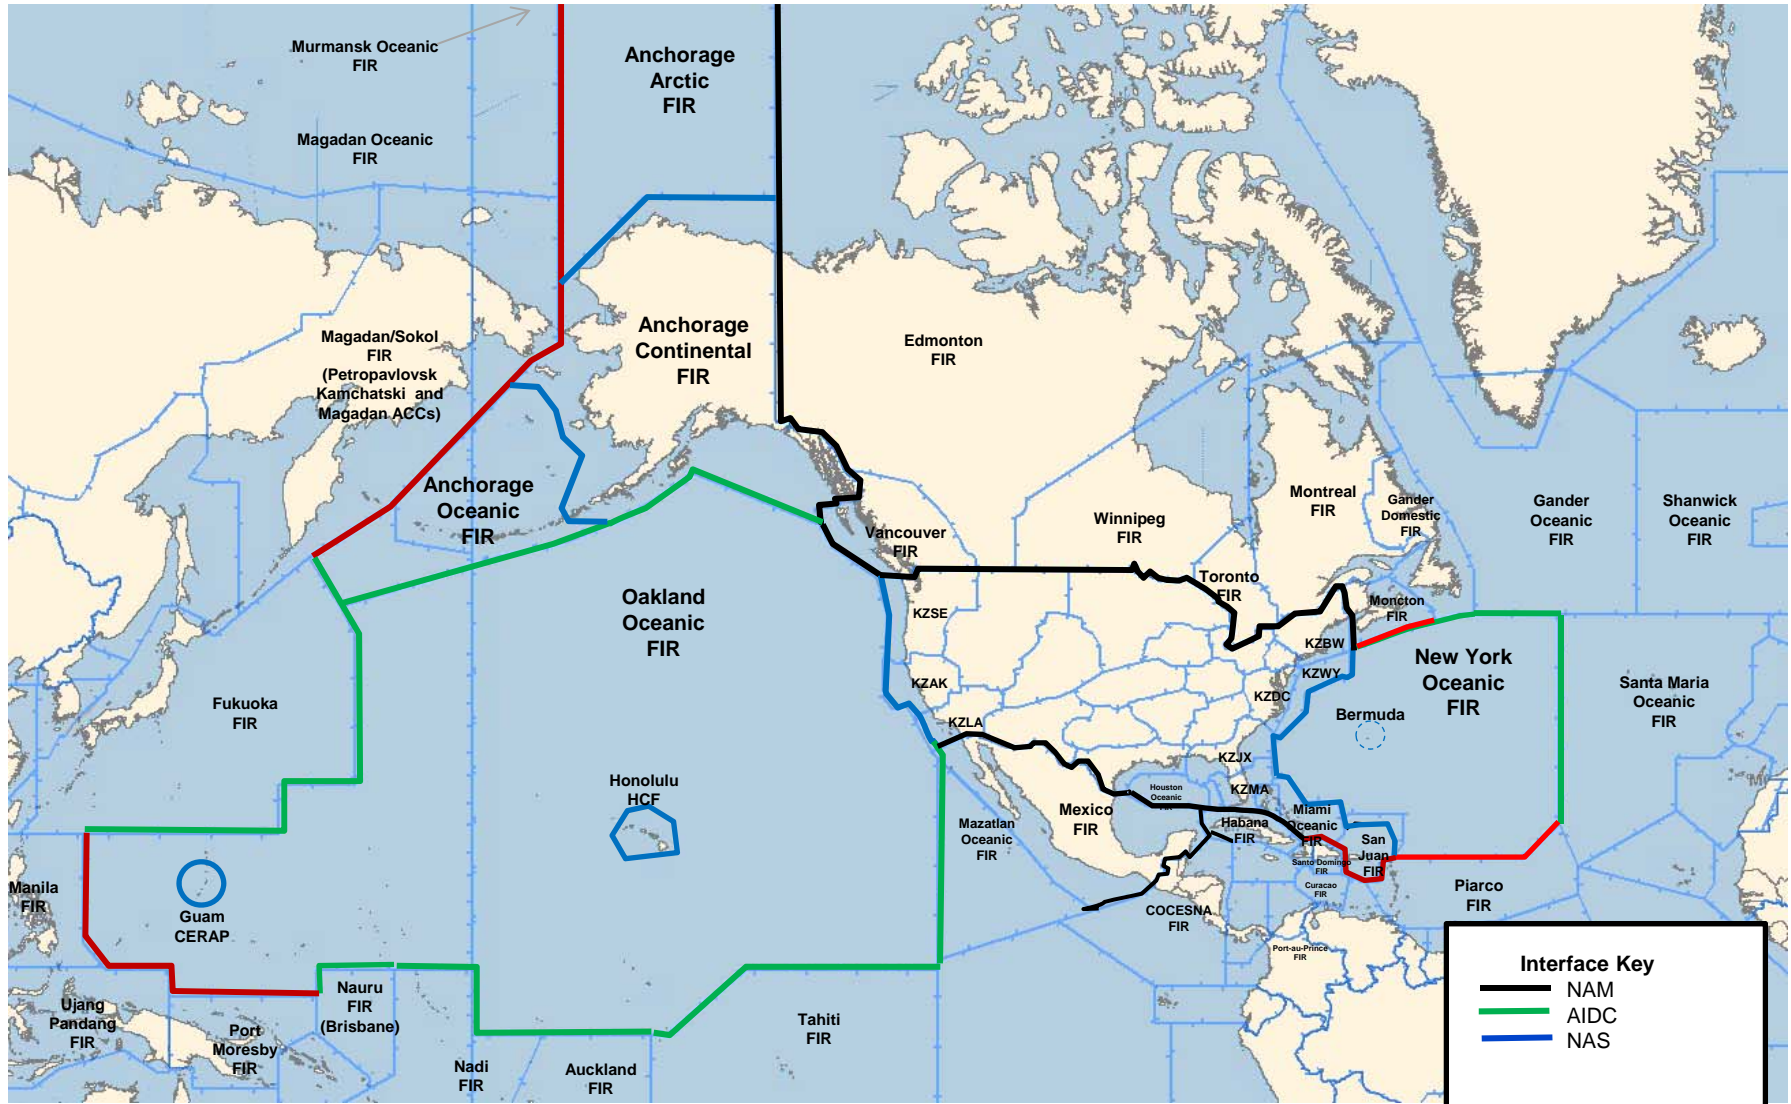 Murmansk Oceanic
FIR
Anchorage
Arctic
FIR
Magadan Oceanic
FIR
Magadan/Sokol
FIR
(Petropavlovsk
Kamchatski and
Magadan ACCs)
Anchorage
Continental
FIR
Edmonton
FIR
Anchorage
Oceanic
FIR
Vancouver
FIR
Winnipeg
FIR
Montreal
FIR
Gander
Domestic
FIR
Gander
Oceanic
FIR
Shanwick
Oceanic
FIR
Toronto
FIR
Moncton
FIR
Oakland
Oceanic
FIR
KZSE
KZBW
KZWY
KZAK
KZDC
KZLA
KZJX
KZMA
New York
Oceanic
FIR
Bermuda
Santa Maria
Oceanic
FIR
Fukuoka
FIR
Honolulu
HCF
Mazatlan
Oceanic
FIR
Mexico
FIR
Houston
Oceanic
FIR
Habana
FIR
Miami
Oceanic
FIR
San
Juan
FIR
Santo Domingo
FIR
Curacao
FIR
Piarco
FIR
COCESNA
FIR
Port-au-Prince
FIR
Manila
FIR
Guam
CERAP
Ujang
Pandang
FIR
Port
Moresby
FIR
Nauru
FIR
(Brisbane)
Nadi
FIR
Auckland
FIR
Tahiti
FIR
Interface Key
NAM
AIDC
NAS